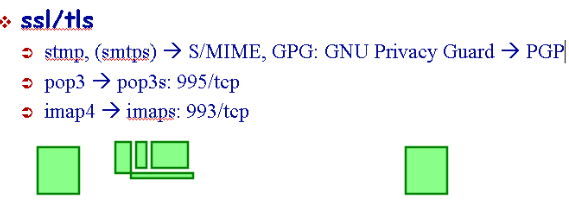 ssl/tls
stmp, (smtps) → S/MIME, GPG: GNU Privacy Guard → PGP
pop3 → pop3s: 995/tcp
imap4 → imaps: 993/tcp